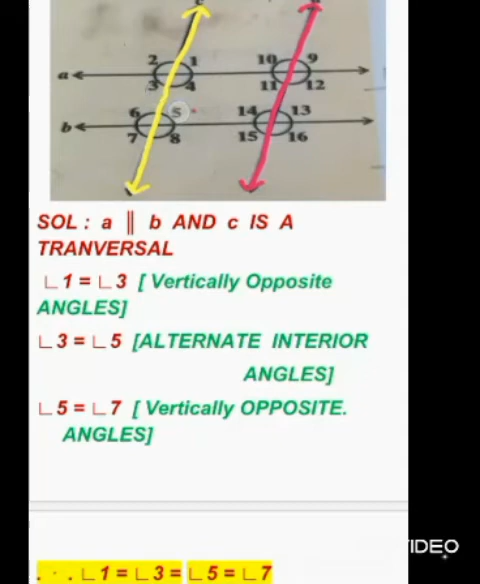 c
2 1 10 9
a
3 4 11 12
6 5 14 13
b
7 8 15 16
SOL : a ∥ b AND c IS A
TRANVERSAL
∟1 = ∟3 [ Vertically Opposite
ANGLES]
∟3 = ∟5 [ALTERNATE INTERIOR
ANGLES]
∟5 = ∟7 [ Vertically OPPOSITE.
ANGLES]
. · . ∟1 = ∟3 = ∟5 = ∟7